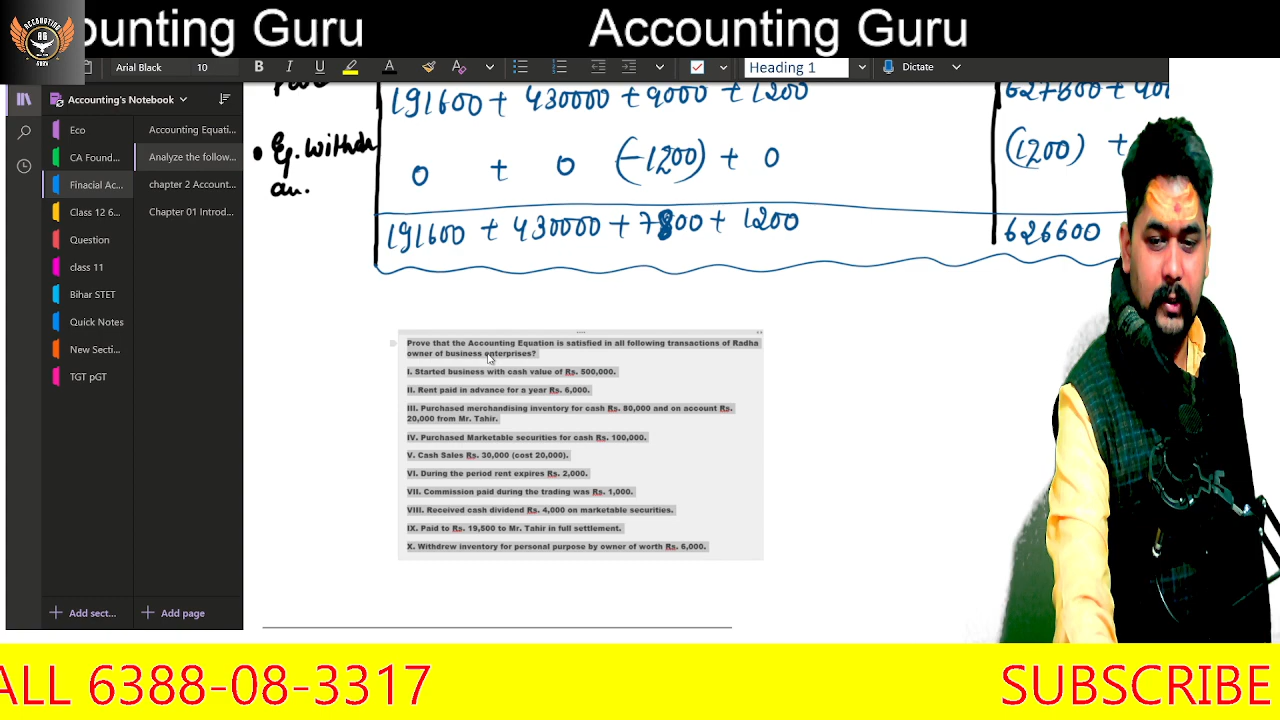 ounting Guru Accounting Guru
ACCOUNTING
AG
GURU
Arial Black 10 B I U A Heading 1 Dictate
Accounting's Notebook
Eco
CA Found...
Finacial Ac...
Class 12 6...
Question
class 11
Bihar STET
Quick Notes
New Secti...
TGT pGT
Add sect...
Accounting Equati...
Analyze the follow...
chapter 2 Account...
Chapter 01 Introd...
Add page
191600 + 430000 + 9000 + 1200
• Eg. withda 0 + 0 (-1200) + 0 (1200) +
an.
191600 + 430000 + 7800 + 1200 626600
Prove that the Accounting Equation is satisfied in all following transactions of Radha
owner of business enterprises?
I. Started business with cash value of Rs. 500,000.
II. Rent paid in advance for a year Rs. 6,000.
III. Purchased merchandising inventory for cash Rs. 80,000 and on account Rs.
20,000 from Mr. Tahir.
IV. Purchased Marketable securities for cash Rs. 100,000.
V. Cash Sales Rs. 30,000 (cost 20,000).
VI. During the period rent expires Rs. 2,000.
VII. Commission paid during the trading was Rs. 1,000.
VIII. Received cash dividend Rs. 4,000 on marketable securities.
IX. Paid to Rs. 19,500 to Mr. Tahir in full settlement.
X. Withdrew inventory for personal purpose by owner of worth Rs. 6,000.
ALL 6388-08-3317 SUBSCRIBE